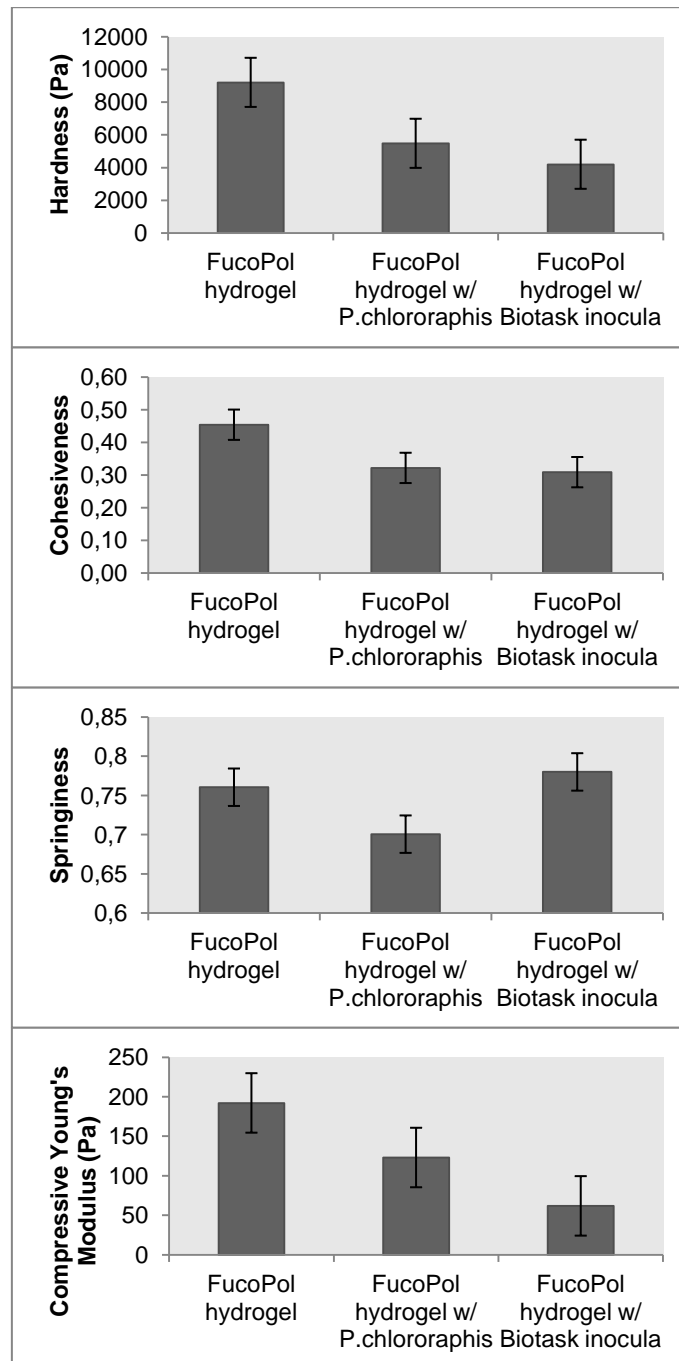 Hardness (Pa)
12000
10000
8000
6000
4000
2000
0
FucoPol
hydrogel
FucoPol
hydrogel w/
P.chlororaphis
FucoPol
hydrogel w/
Biotask inocula
Cohesiveness
0,60
0,50
0,40
0,30
0,20
0,10
0,00
FucoPol
hydrogel
FucoPol
hydrogel w/
P.chlororaphis
FucoPol
hydrogel w/
Biotask inocula
Springiness
0,85
0,8
0,75
0,7
0,65
0,6
FucoPol
hydrogel
FucoPol
hydrogel w/
P.chlororaphis
FucoPol
hydrogel w/
Biotask inocula
Compressive Young's
Modulus (Pa)
250
200
150
100
50
0
FucoPol
hydrogel
FucoPol
hydrogel w/
P.chlororaphis
FucoPol
hydrogel w/
Biotask inocula